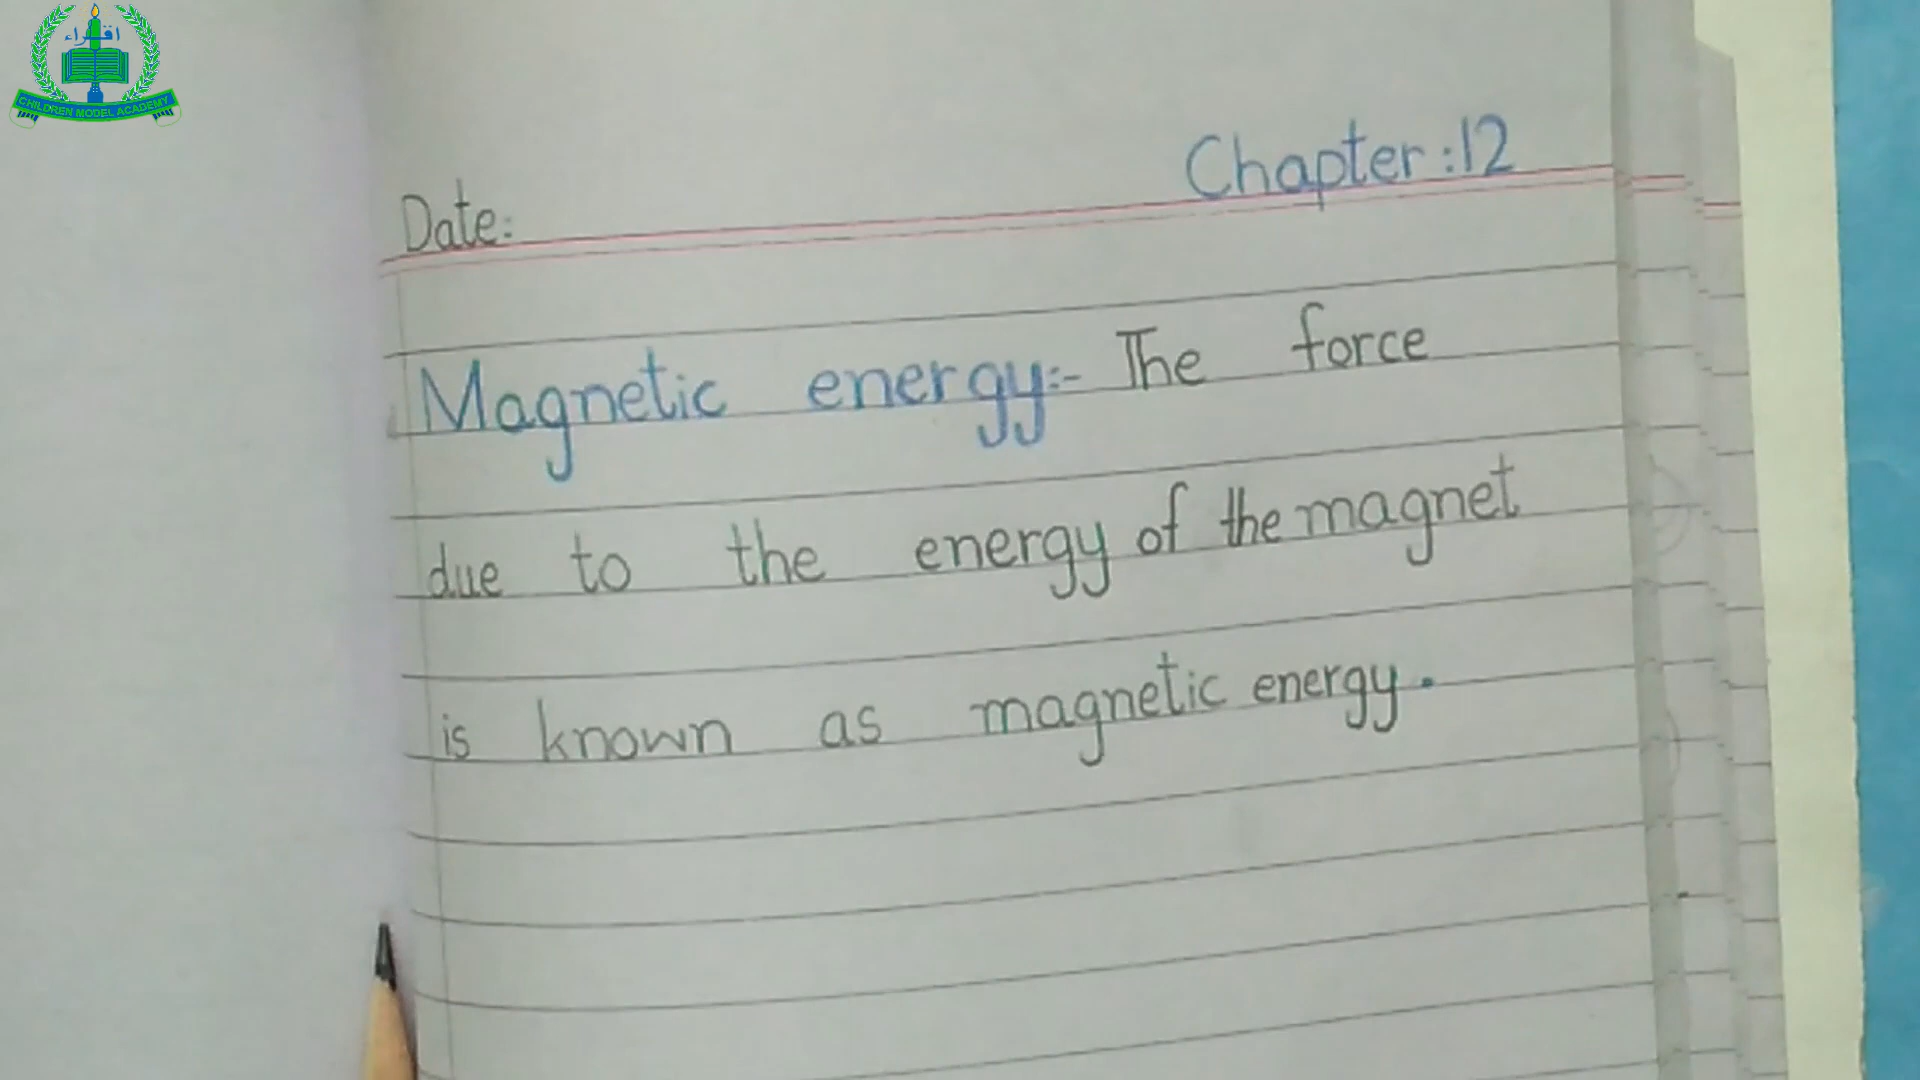 اقراء
CHILDREN MODEL ACADEMY
Chapter :12
Date:
Magnetic energy:- The force
due to the energy of the magnet
is known as magnetic energy.